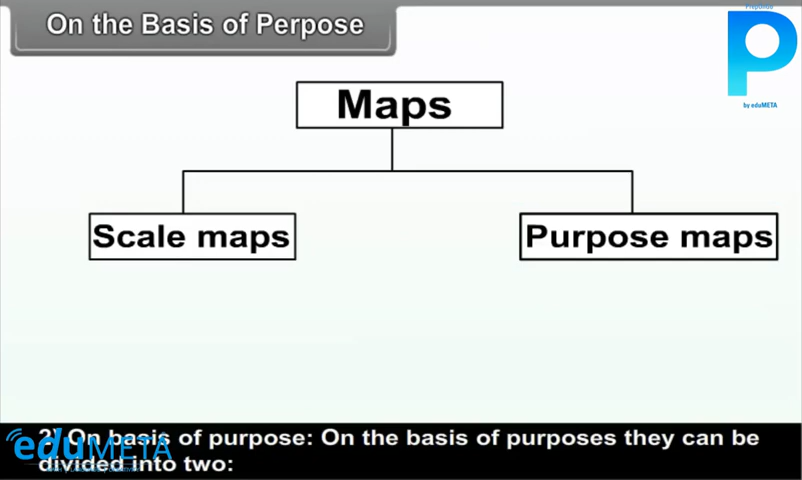 On the Basis of Perpose
Prepondo
by eduMETA
Maps
Scale maps
Purpose maps
2) On basis of purpose: On the basis of purposes they can be
divided into two:
eduMETA